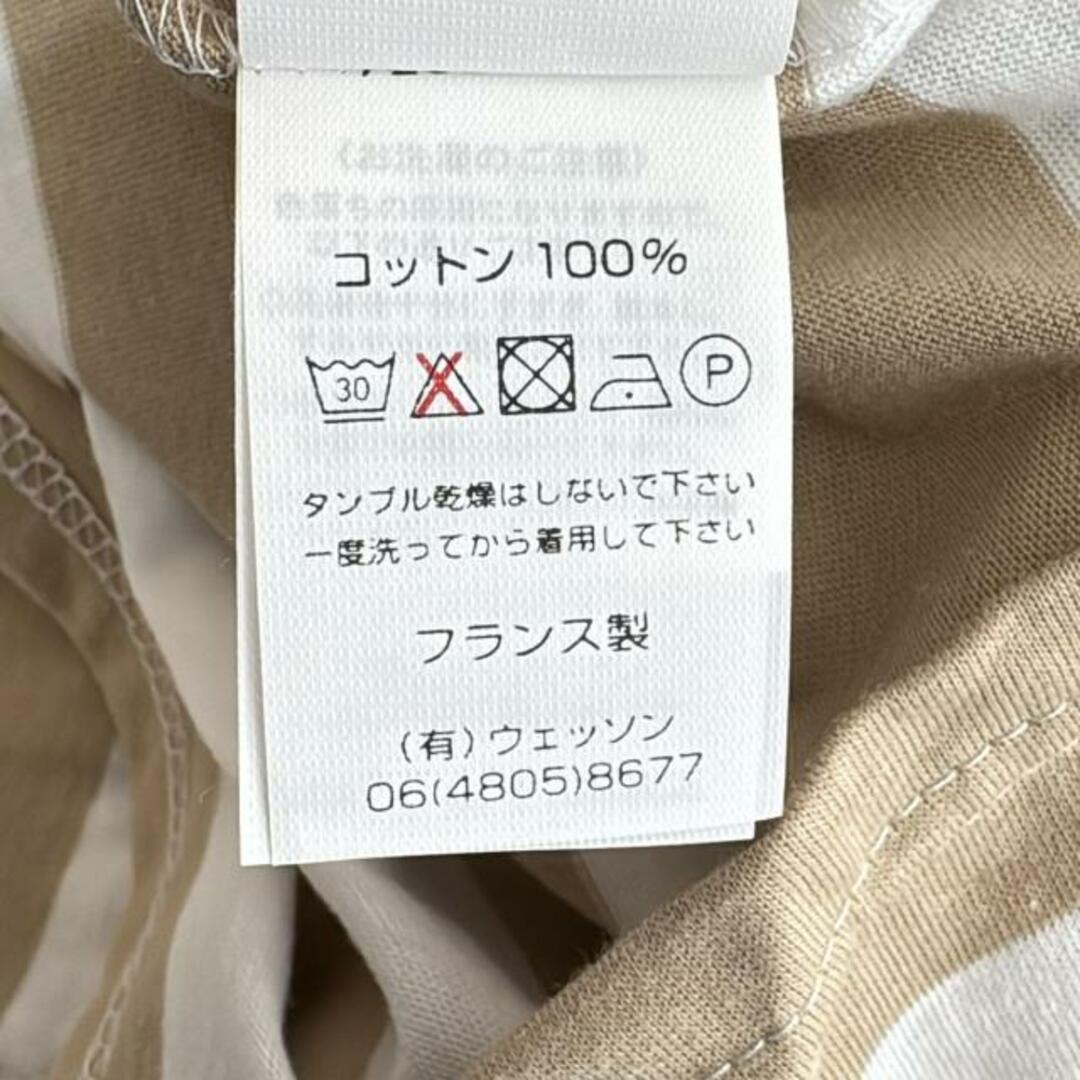 コットン 100%
30 P
タンブル乾燥はしないで下さい
一度洗ってから着用して下さい
フランス製
(有)ウェッソン
06(4805)8677